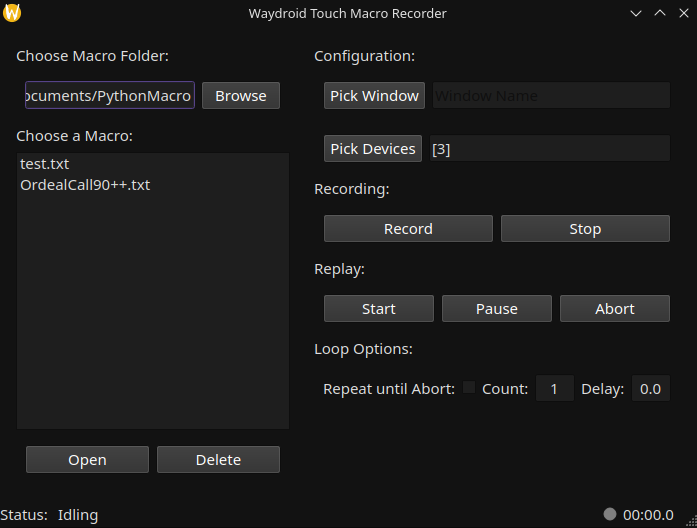 Waydroid Touch Macro Recorder
Choose Macro Folder:
ocuments/PythonMacro
Browse
Choose a Macro:
test.txt
OrdealCall90++.txt
Open
Delete
Configuration:
Pick Window
Window Name
Pick Devices
[3]
Recording:
Record
Stop
Replay:
Start
Pause
Abort
Loop Options:
Repeat until Abort:
Count:
1
Delay:
0.0
Status: Idling
00:00.0